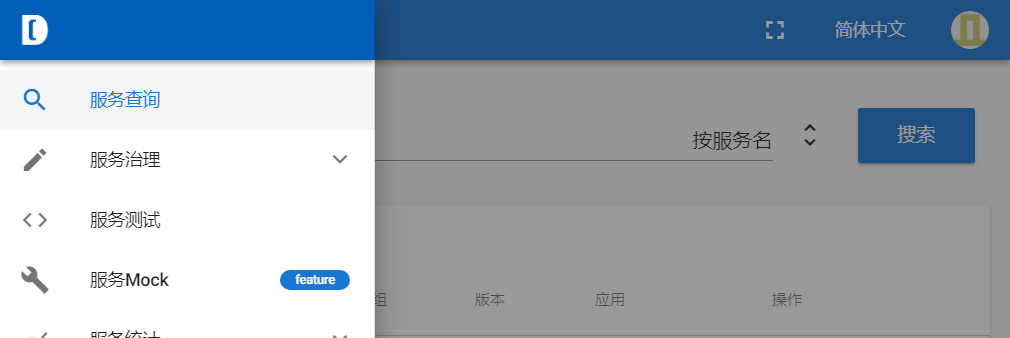 简体中文
服务查询
服务治理
服务测试
服务Mock feature
服务统计
按服务名
搜索
组 版本 应用 操作